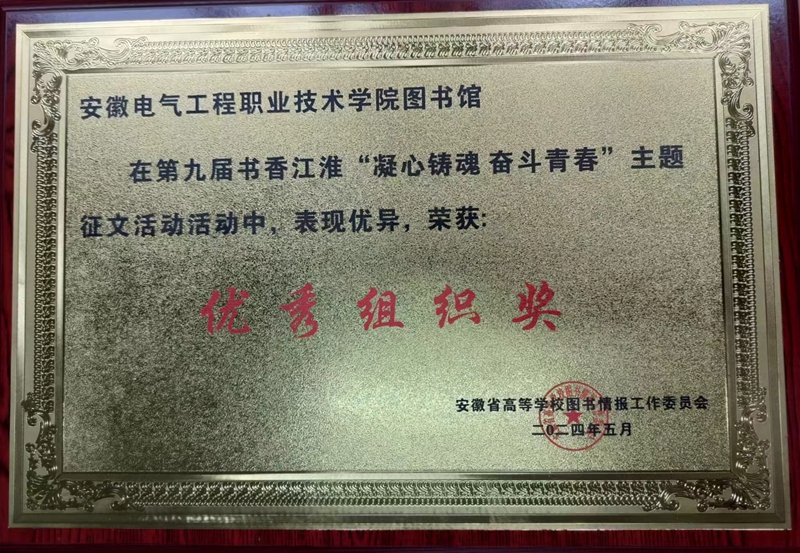 安徽电气工程职业技术学院图书馆
在第九届书香江淮“凝心铸魂 奋斗青春”主题
征文活动活动中，表现优异，荣获：
优秀组织奖
安徽省高等学校图书情报工作委员会
二〇二四年五月